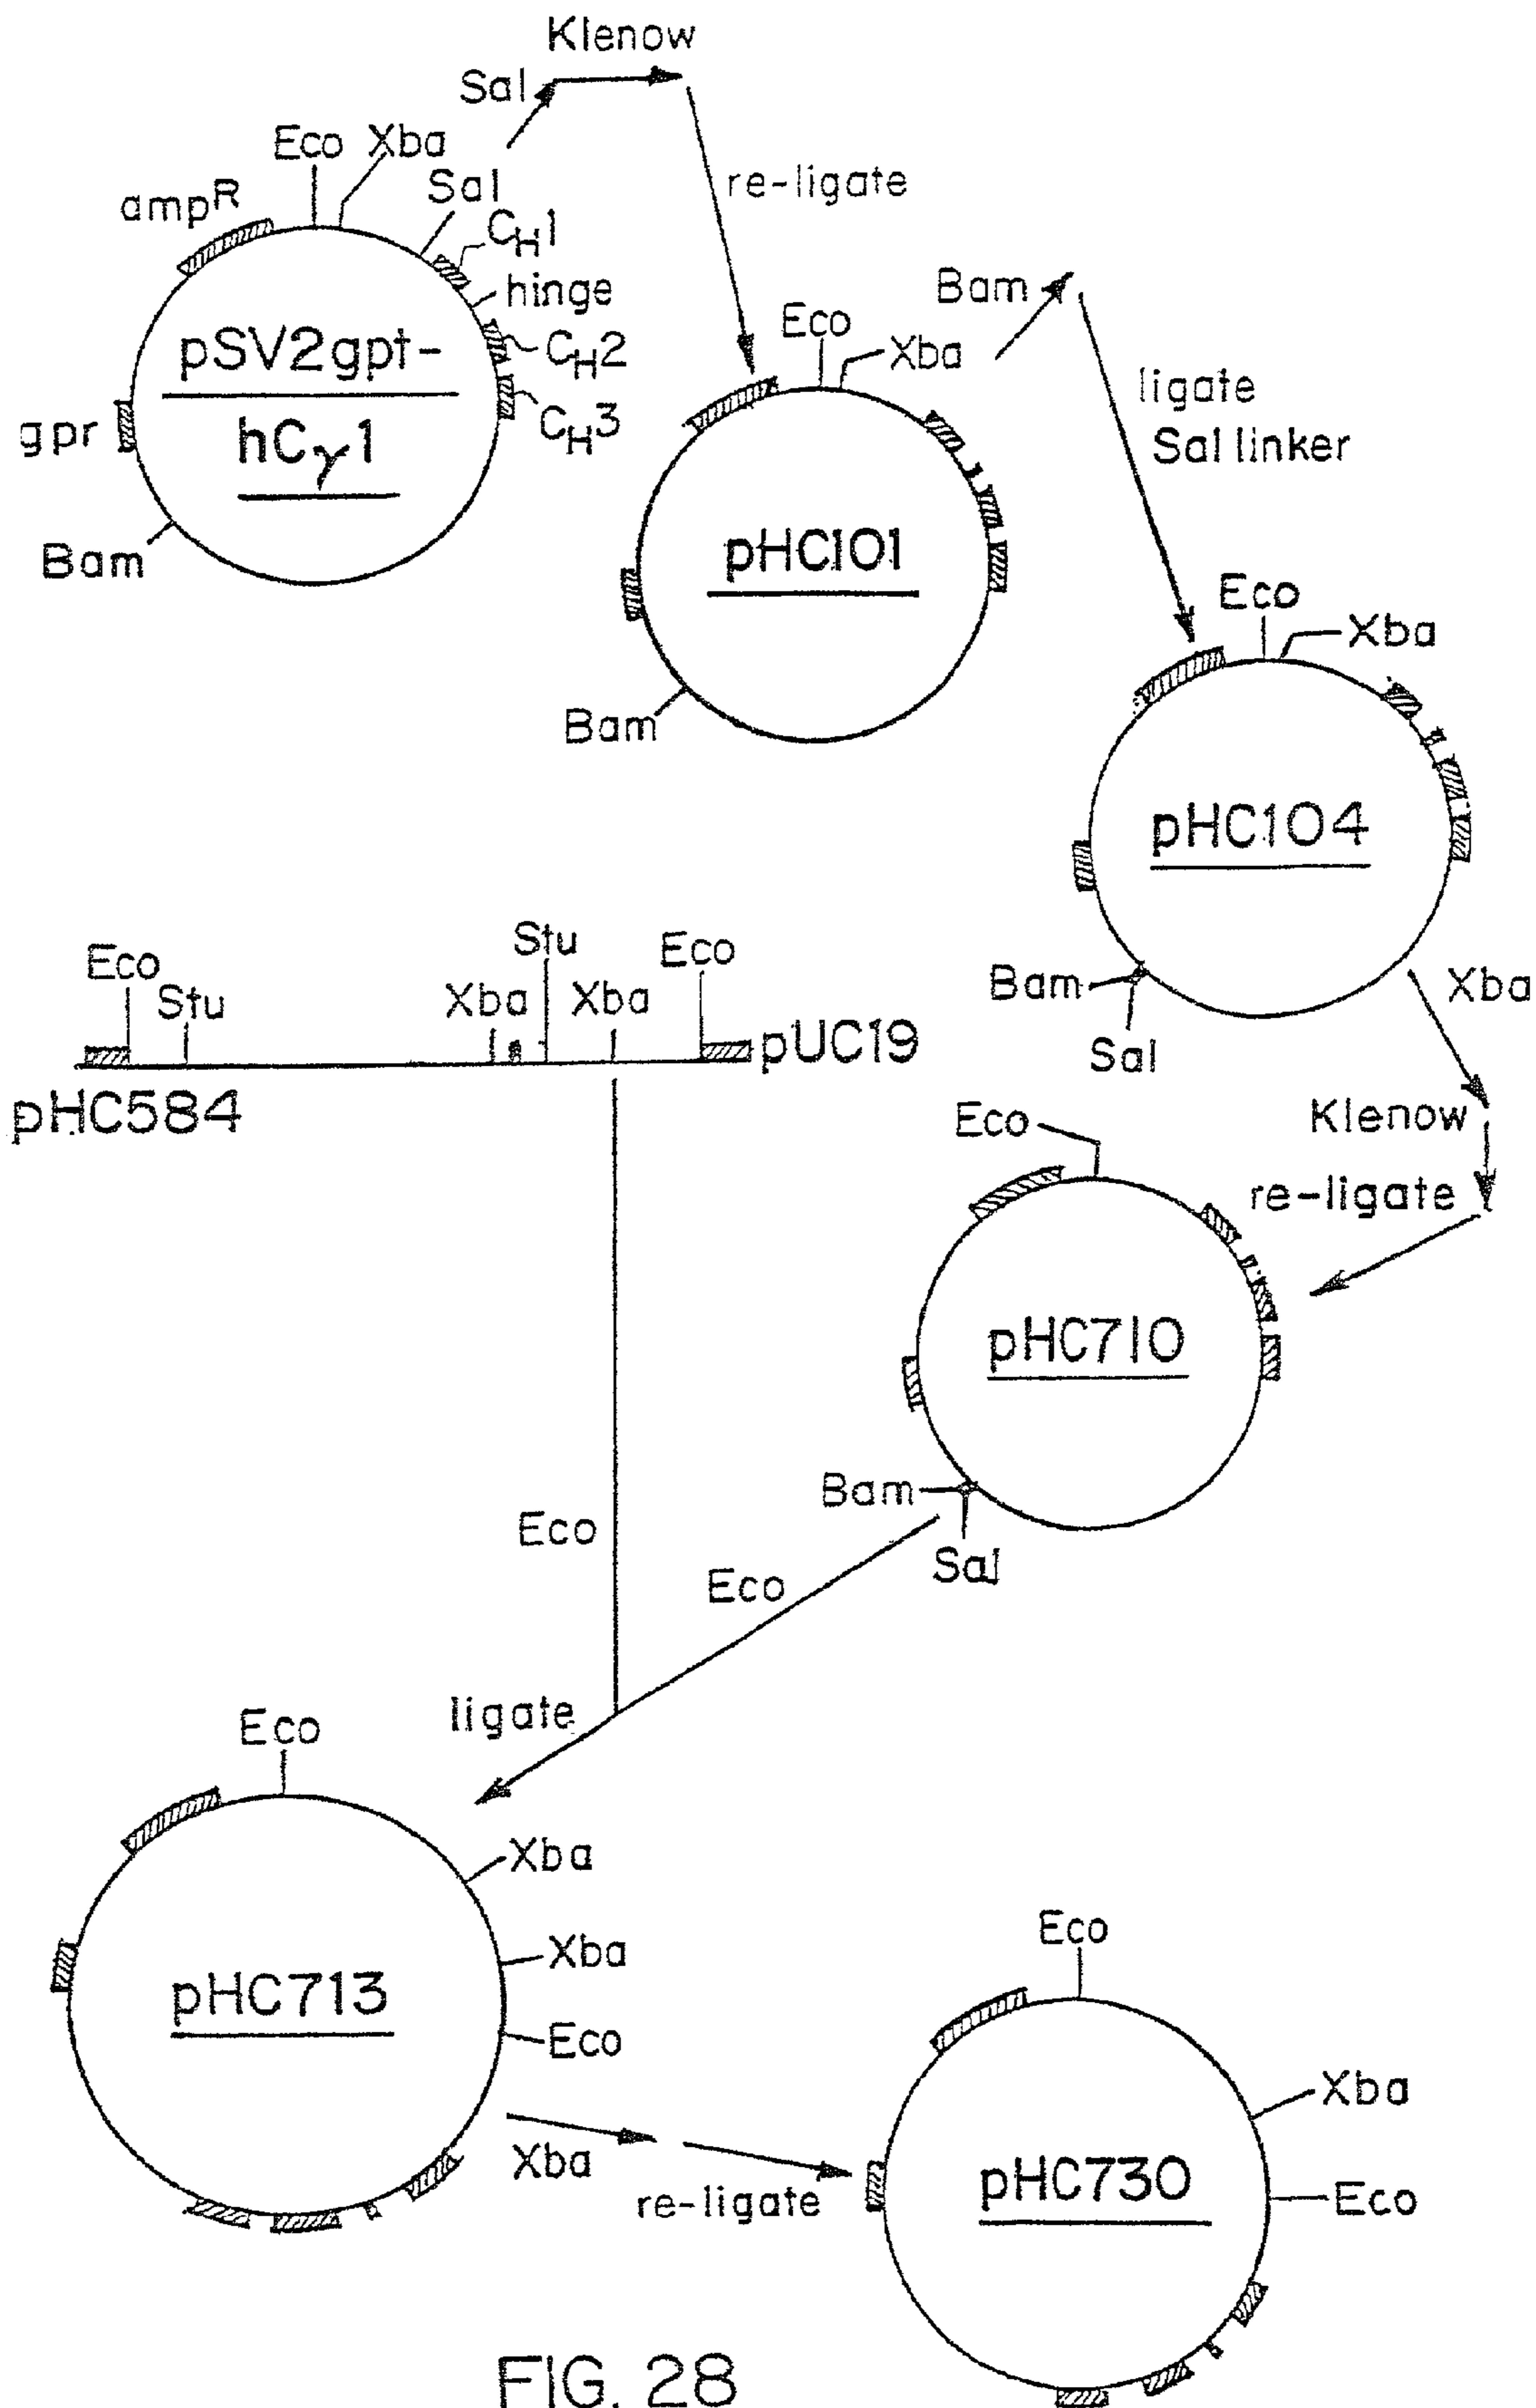 Klenow
Sal
Eco
Xba
Sal
re-ligate
ampR
CH1
hinge
CH2
CH3
pSV2gpt-
hCγ1
gpr
Bam
Eco
Xba
Bam
ligate
Sal linker
pHC101
Bam
Eco
Xba
pHC104
Bam
Sal
Xba
Klenow
re-ligate
Eco
Stu
Xba
Stu
Xba
Eco
pUC19
pHC584
Eco
pHC710
Bam
Sal
Eco
Eco
ligate
Eco
Xba
Xba
Eco
pHC713
Xba
re-ligate
Eco
Xba
Eco
pHC730
FIG. 28